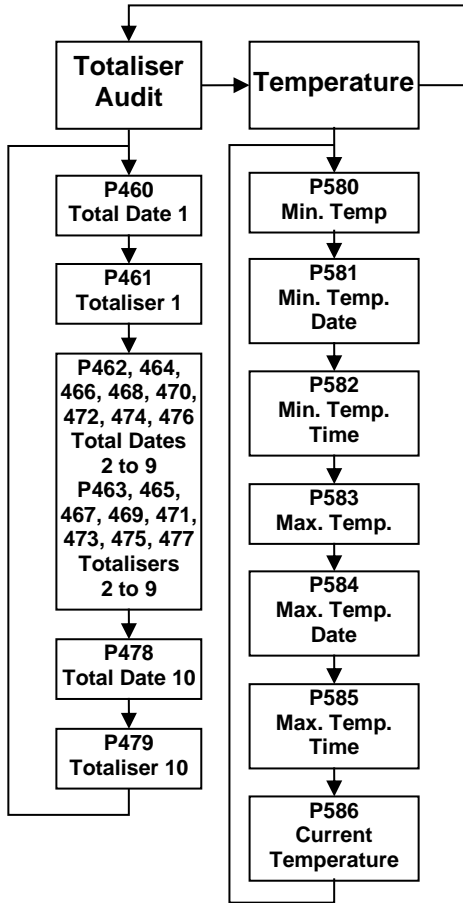 Totaliser
Audit
Temperature
P460
Total Date 1
P461
Totaliser 1
P462, 464,
466, 468, 470,
472, 474, 476
Total Dates
2 to 9
P463, 465,
467, 469, 471,
473, 475, 477
Totalisers
2 to 9
P478
Total Date 10
P479
Totaliser 10
P580
Min. Temp
P581
Min. Temp.
Date
P582
Min. Temp.
Time
P583
Max. Temp.
P584
Max. Temp.
Date
P585
Max. Temp.
Time
P586
Current
Temperature